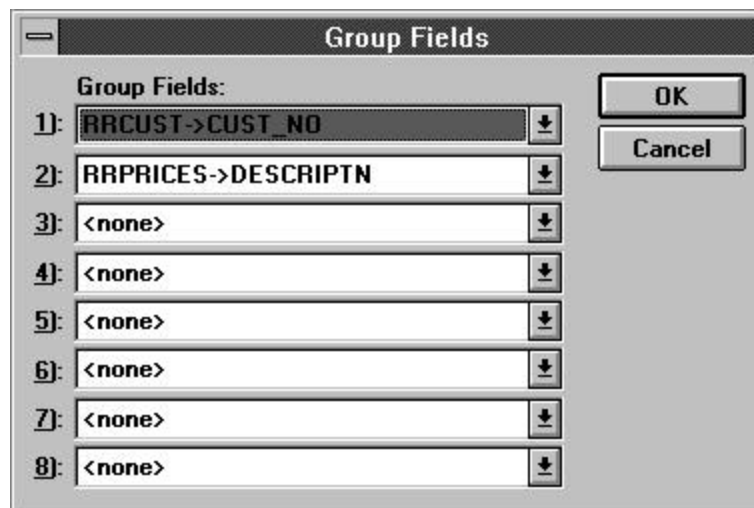 Group Fields
Group Fields:
OK
1): RRCUST->CUST_NO
Cancel
2): RRPRICES->DESCRIPTN
3): <none>
4): <none>
5): <none>
6): <none>
7): <none>
8): <none>